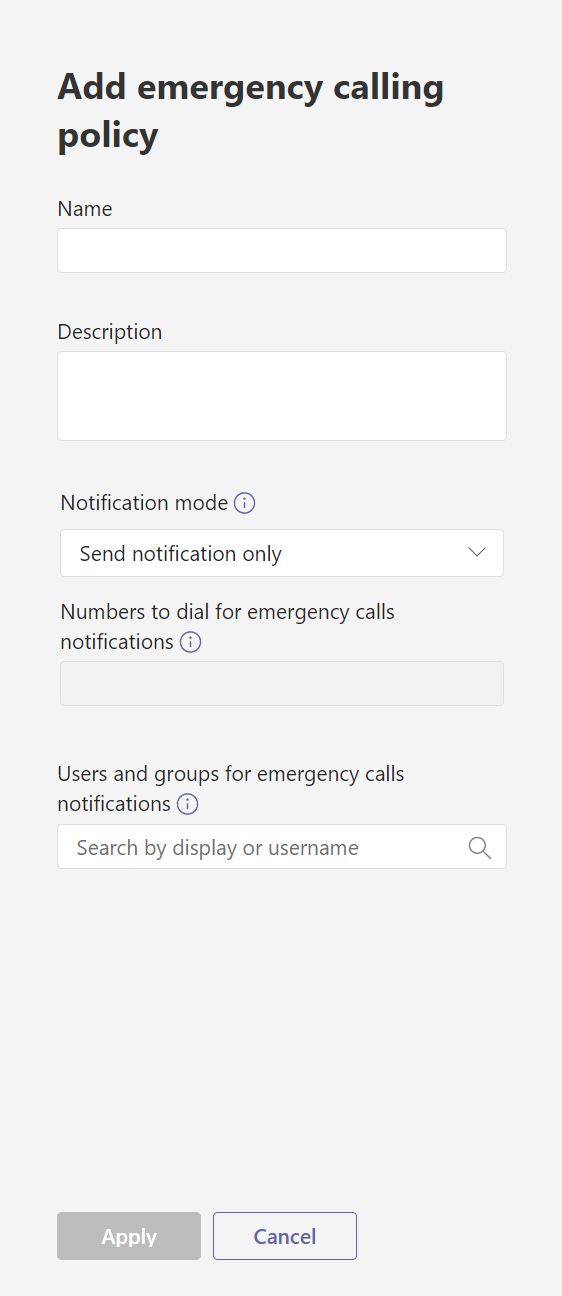 Add emergency calling
policy
Name
Description
Notification mode
Send notification only
Numbers to dial for emergency calls
notifications
Users and groups for emergency calls
notifications
Search by display or username
Apply
Cancel